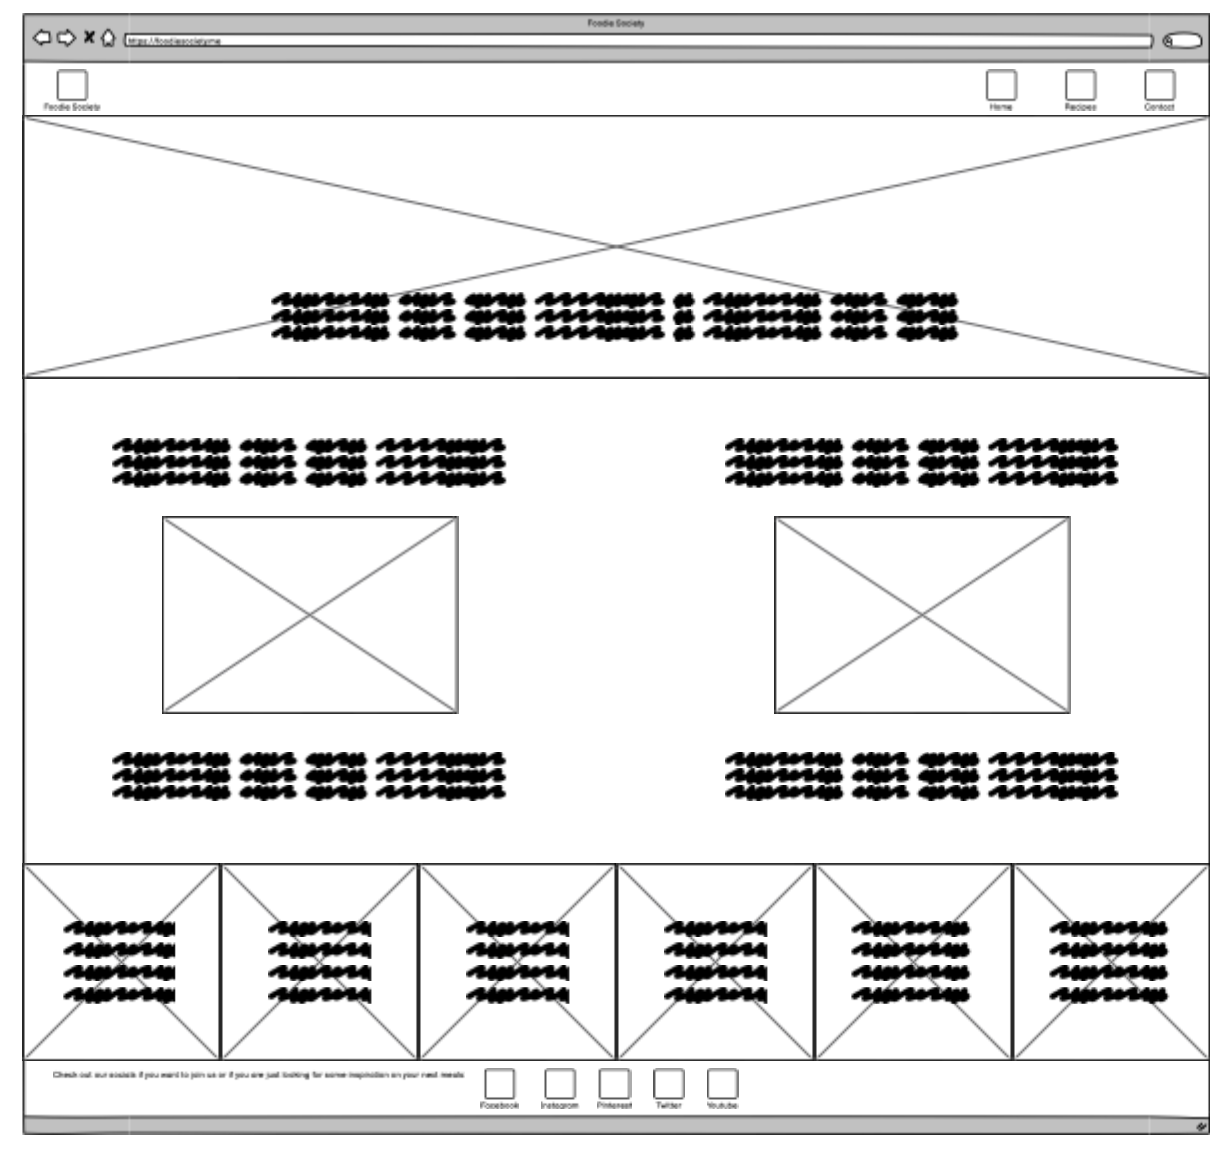 Foodie Society
https://foodiesociety.me
Foodie Society
Home Recipes Contact
Check out our socials if you want to join us or if you are just looking for some inspiration on your next meals
Facebook Instagram Pinterest Twitter Youtube